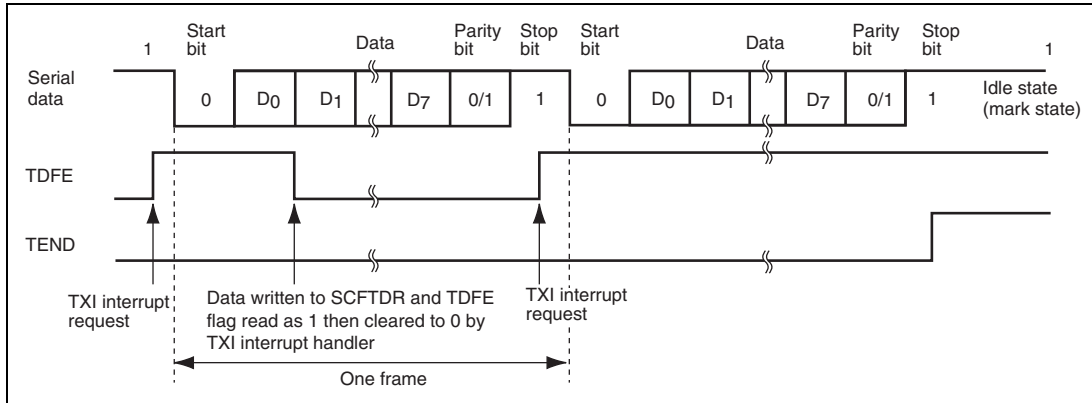 1 Start bit Data Parity bit Stop bit Start bit Data Parity bit Stop bit 1
Serial data 0 D0 D1 D7 0/1 1 0 D0 D1 D7 0/1 1 Idle state (mark state)
TDFE
TEND
TXI interrupt request
Data written to SCFTDR and TDFE
flag read as 1 then cleared to 0 by
TXI interrupt handler
TXI interrupt request
One frame